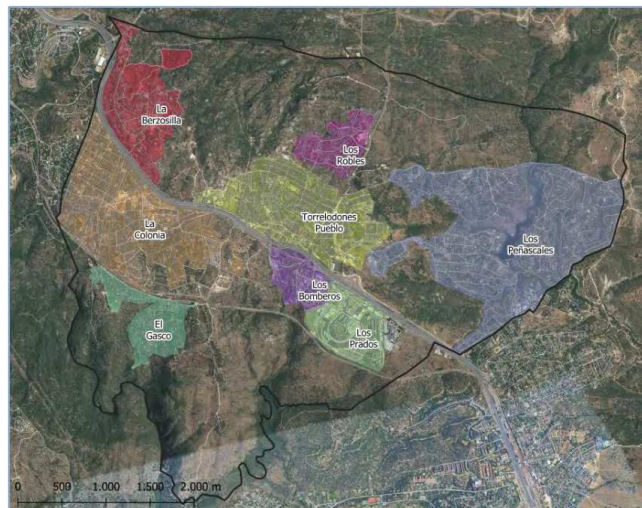 La
Berzosilla
Los
Robles
La
Colonia
Torrelodones
Pueblo
Los
Peñascales
Los
Bomberos
El
Gasco
Los
Prados
0 500 1.000 1.500 2.000 m